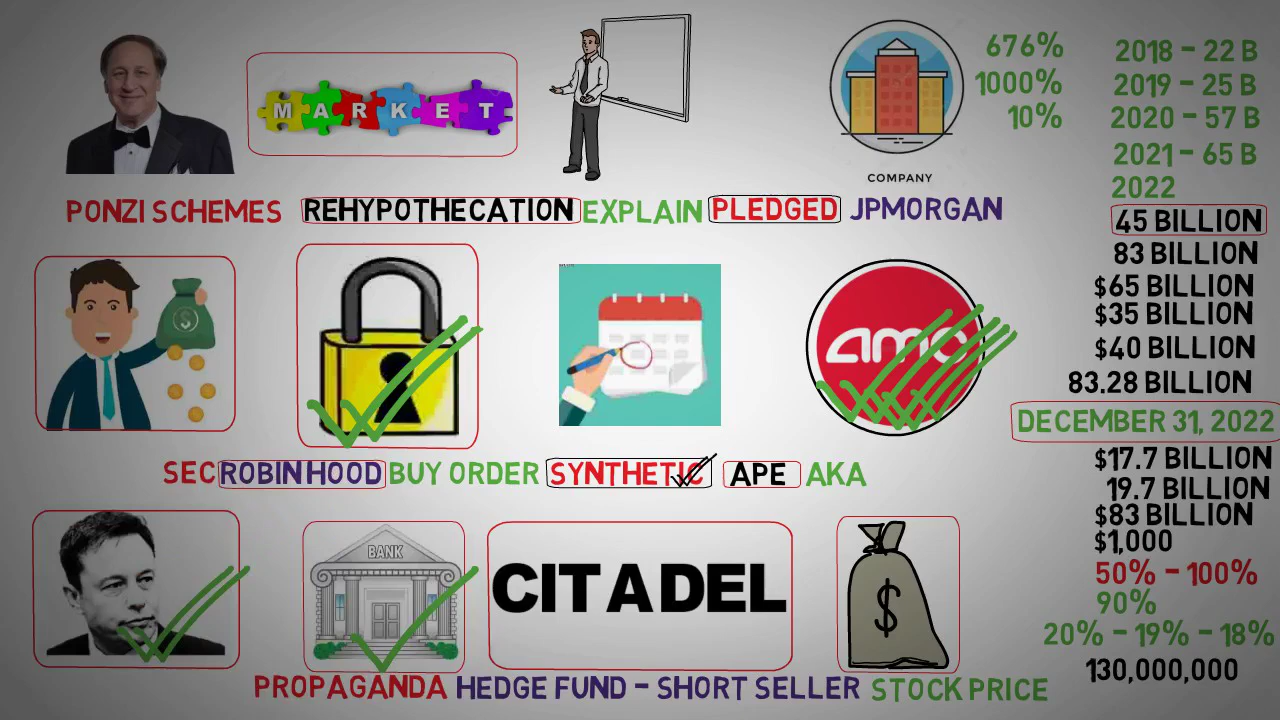 MARKET
676%
1000%
10%
COMPANY
PONZI SCHEMES REHYPOTHECATION EXPLAIN PLEDGED JPMORGAN
2018 – 22 B
2019 – 25 B
2020 – 57 B
2021 – 65 B
2022
45 BILLION
83 BILLION
$65 BILLION
$35 BILLION
$40 BILLION
83.28 BILLION
DECEMBER 31, 2022
amc
SEC ROBINHOOD BUY ORDER SYNTHETIC APE AKA
$17.7 BILLION
19.7 BILLION
$83 BILLION
$1,000
50% – 100%
90%
20% – 19% – 18%
130,000,000
BANK
CITADEL
$
PROPAGANDA HEDGE FUND – SHORT SELLER STOCK PRICE